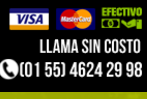 VISA MasterCard EFECTIVO
LLAMA SIN COSTO
(01 55) 4624 29 98